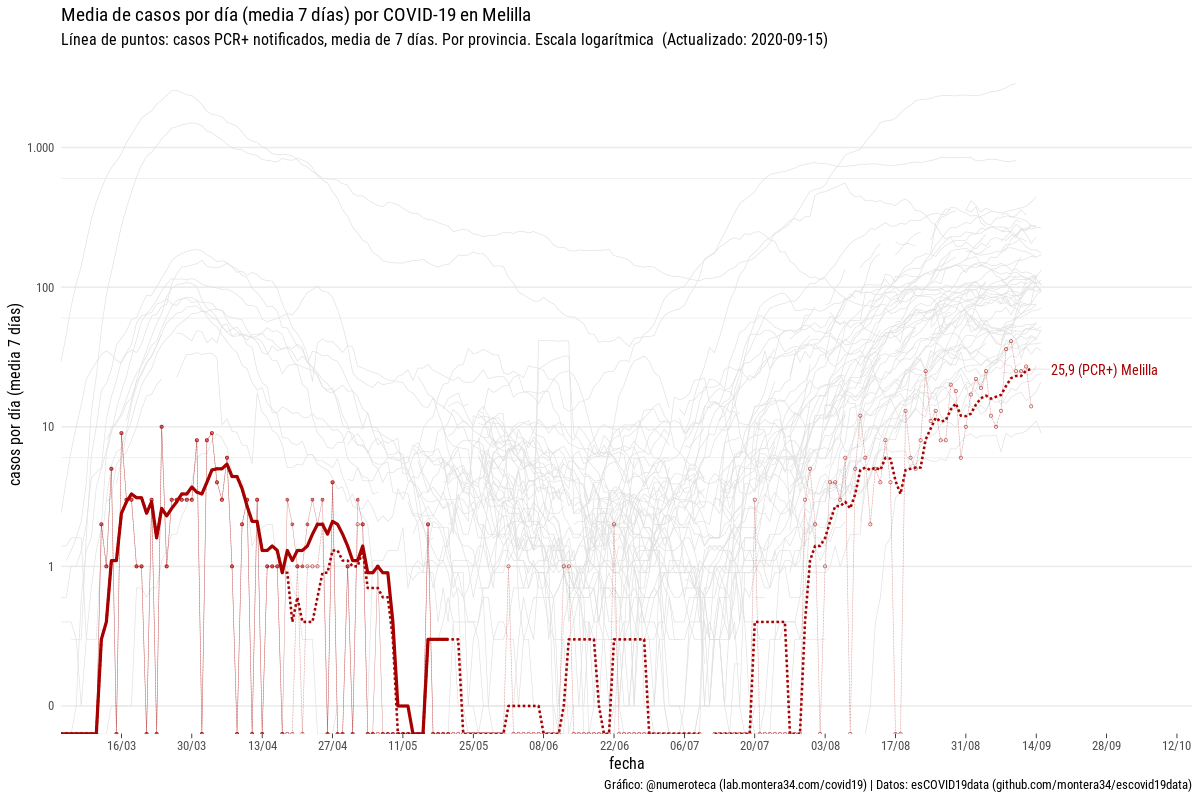 Media de casos por día (media 7 días) por COVID-19 en Melilla
Línea de puntos: casos PCR+ notificados, media de 7 días. Por provincia. Escala logarítmica  (Actualizado: 2020-09-15)
casos por día (media 7 días)
1.000
100
10
1
0
25,9 (PCR+) Melilla
16/03 30/03 13/04 27/04 11/05 25/05 08/06 22/06 06/07 20/07 03/08 17/08 31/08 14/09 28/09 12/10
fecha
Gráfico: @numeroteca (lab.montera34.com/covid19) | Datos: esCOVID19data (github.com/montera34/escovid19data)